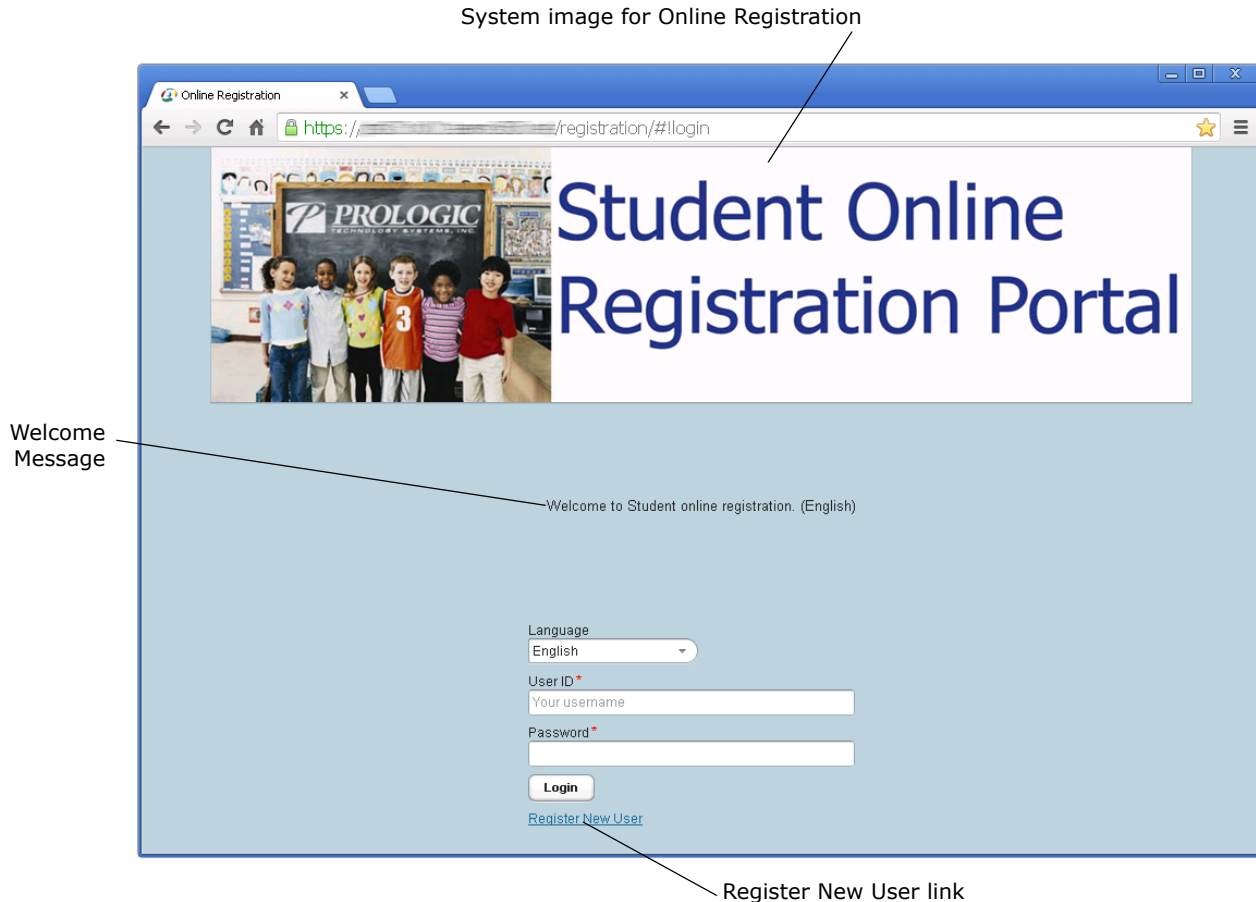 System image for Online Registration
Online Registration
https://
/registration/#!login
PROLOGIC
TECHNOLOGY SYSTEMS, INC.
3
Student Online
Registration Portal
Welcome
Message
Welcome to Student online registration. (English)
Language
English
User ID*
Your username
Password*
Login
Register New User
Register New User link